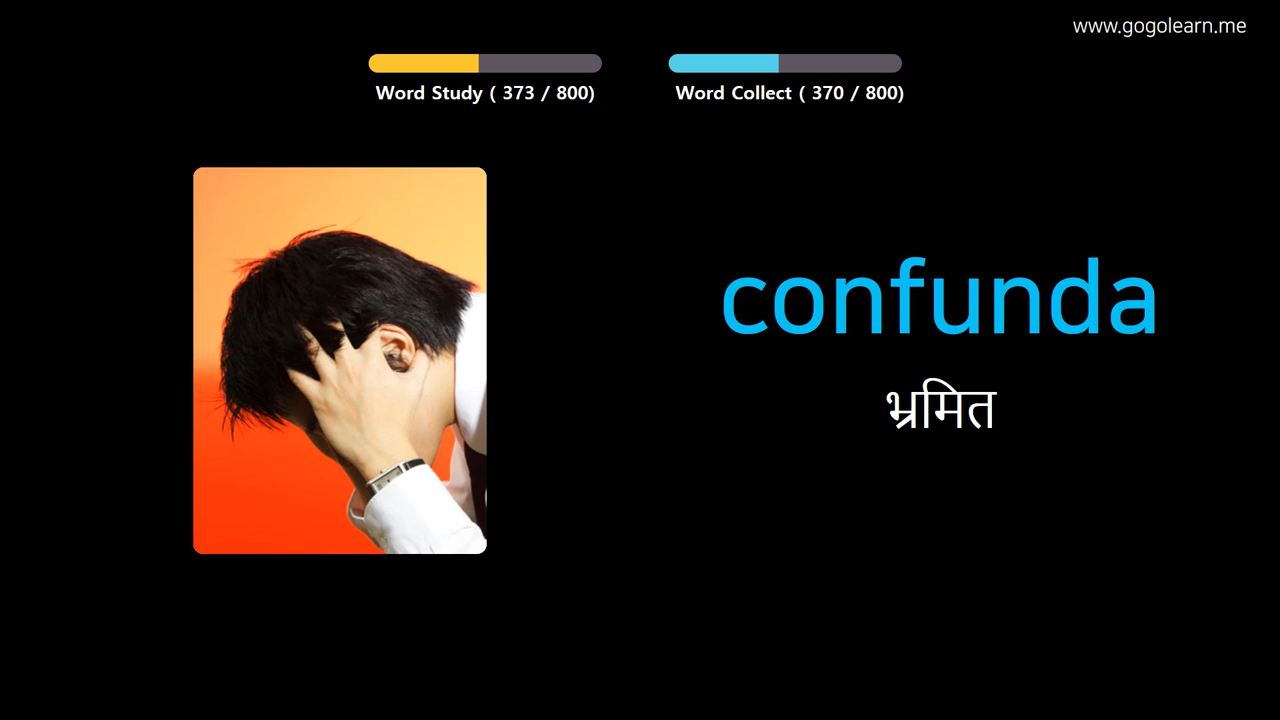 www.gogolearn.me
Word Study ( 373 / 800)
Word Collect ( 370 / 800)
confunda
भ्रमित